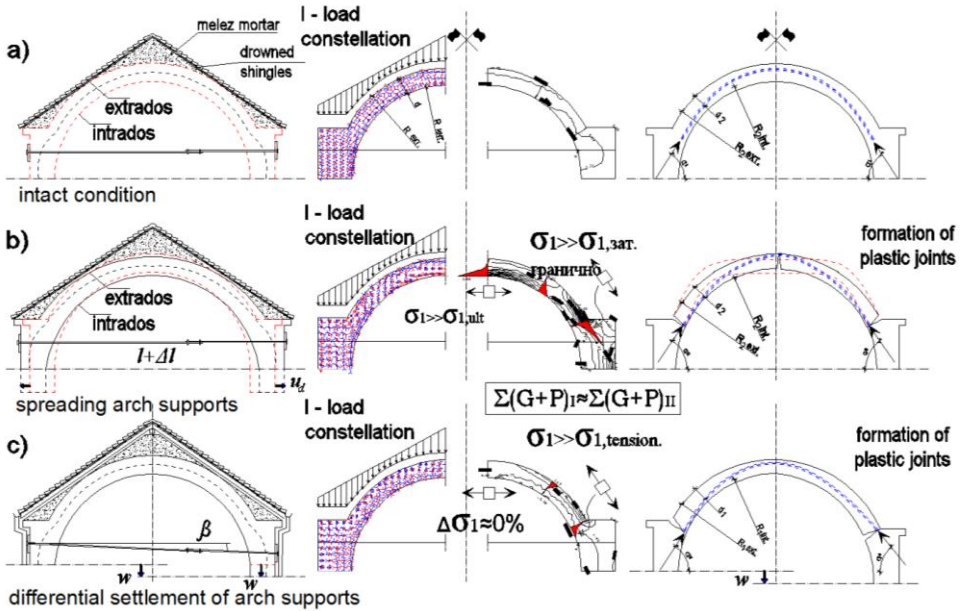 a)
melez mortar
drowned
shingles
extrados
intrados
intact condition
I - load
constellation
b)
extrados
intrados
l+Δl
u_d
spreading arch supports
I - load
constellation
σ1>>σ1,ult
σ1>>σ1,зат.
гранично
formation of
plastic joints
Σ(G+P)I≈Σ(G+P)II
c)
β
w
w
differential settlement of arch supports
I - load
constellation
σ1>>σ1,tension.
Δσ1≈0%
formation of
plastic joints
w